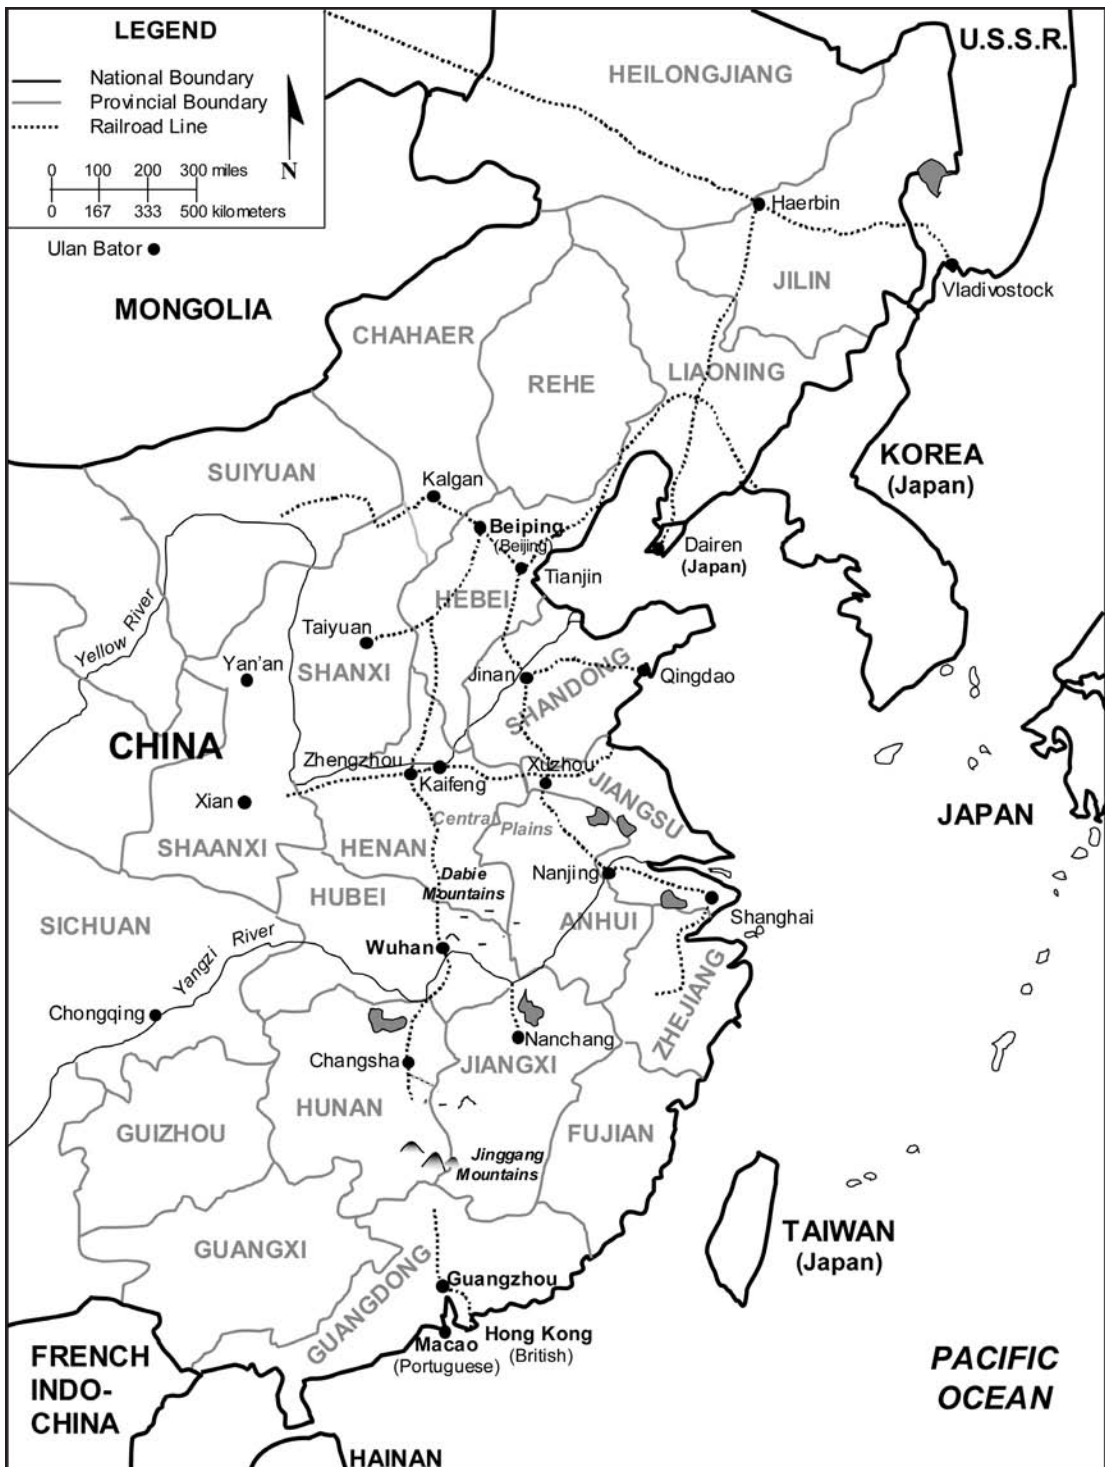 LEGEND
National Boundary
Provincial Boundary
Railroad Line
0 100 200 300 miles
0 167 333 500 kilometers
N
U.S.S.R.
HEILONGJIANG
Haerbin
Ulan Bator
JILIN
Vladivostock
MONGOLIA
CHAHAER
REHE
LIAONING
KOREA
(Japan)
SUIYUAN
Kalgan
Beiping
(Beijing)
Dairen
(Japan)
Tianjin
HEBEI
Yellow River
Taiyuan
Yan'an
SHANXI
Jinan
SHANDONG
Qingdao
CHINA
Zhengzhou
Kaifeng
Xuzhou
JIANGSU
Xian
JAPAN
Central Plains
SHAANXI
HENAN
Dabie
Mountains
Nanjing
HUBEI
SICHUAN
ANHUI
Shanghai
Yangzi River
Wuhan
ZHEJIANG
Chongqing
Nanchang
Changsha
JIANGXI
HUNAN
GUIZHOU
FUJIAN
Jinggang
Mountains
TAIWAN
(Japan)
GUANGXI
GUANGDONG
Guangzhou
Macao
(Portuguese)
Hong Kong
(British)
FRENCH
INDO-
CHINA
PACIFIC
OCEAN
HAINAN